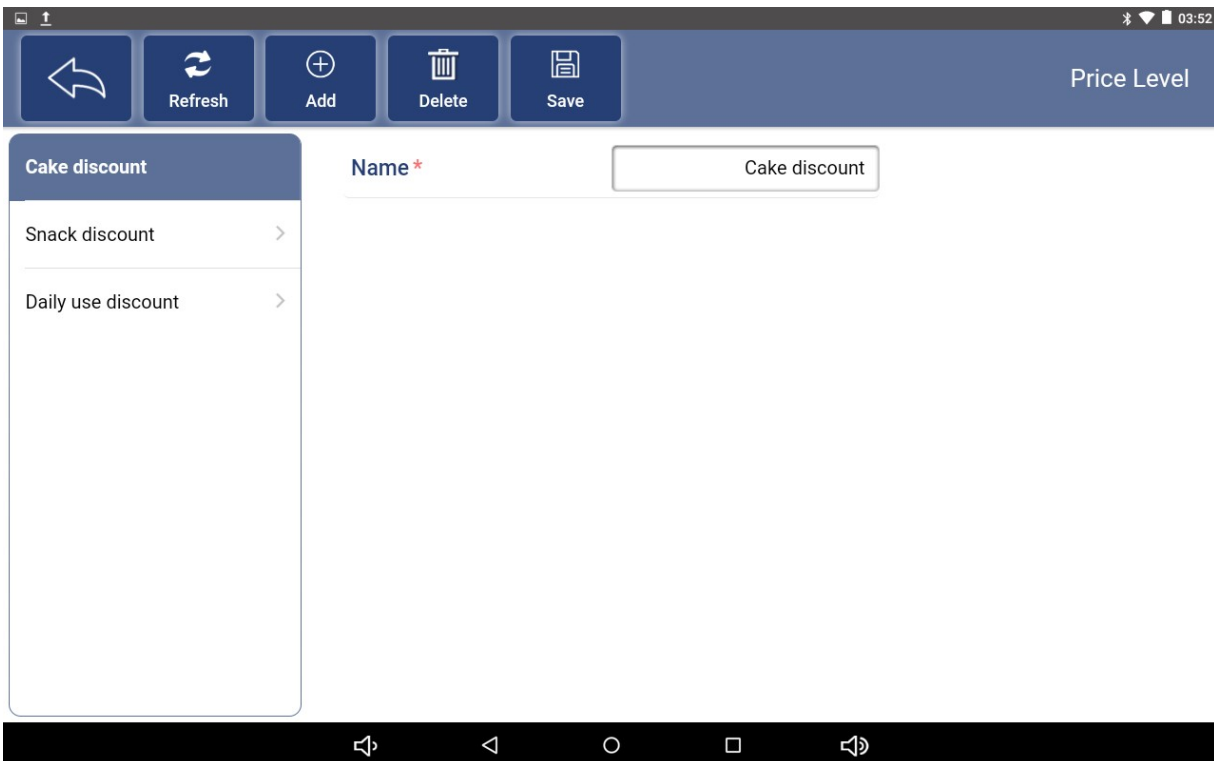 03:52
Refresh
Add
Delete
Save
Price Level
Cake discount
Snack discount
Daily use discount
Name*
Cake discount